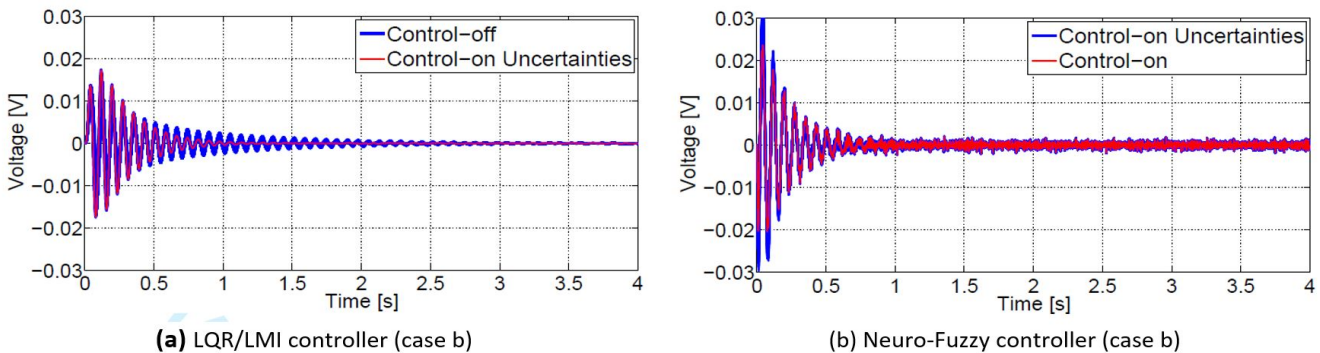 0.03
0.02
0.01
0
−0.01
−0.02
−0.03
Voltage [V]
Control−off
Control−on Uncertainties
0 0.5 1 1.5 2 2.5 3 3.5 4
Time [s]
(a) LQR/LMI controller (case b)
0.03
0.02
0.01
0
−0.01
−0.02
−0.03
Voltage [V]
Control−on Uncertainties
Control−on
0 0.5 1 1.5 2 2.5 3 3.5 4
Time [s]
(b) Neuro-Fuzzy controller (case b)